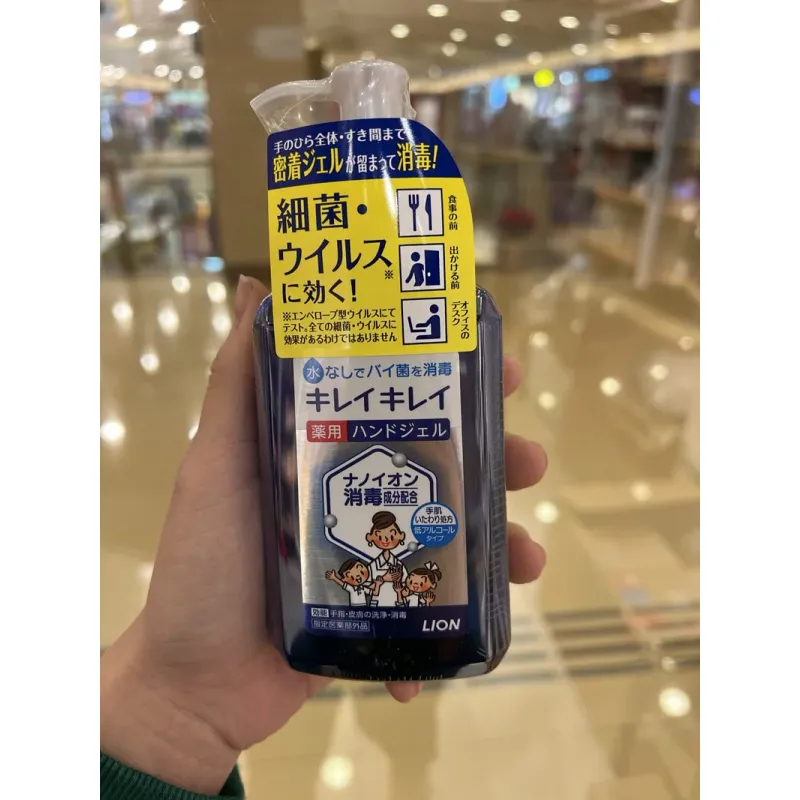 手のひら全体・すき間まで
密着ジェルが留まって消毒!
細菌・
ウイルス※
に効く!
※エンベロープ型ウイルスにて
テスト。全ての細菌・ウイルスに
効果があるわけではありません
食事の前
出かける前
オフィスの
デスク
水なしでバイ菌を消毒
キレイキレイ
薬用 ハンドジェル
ナノイオン
消毒成分配合
手肌
いたわり処方
低アルコール
タイプ
効能 手指・皮膚の洗浄・消毒
指定医薬部外品
LION